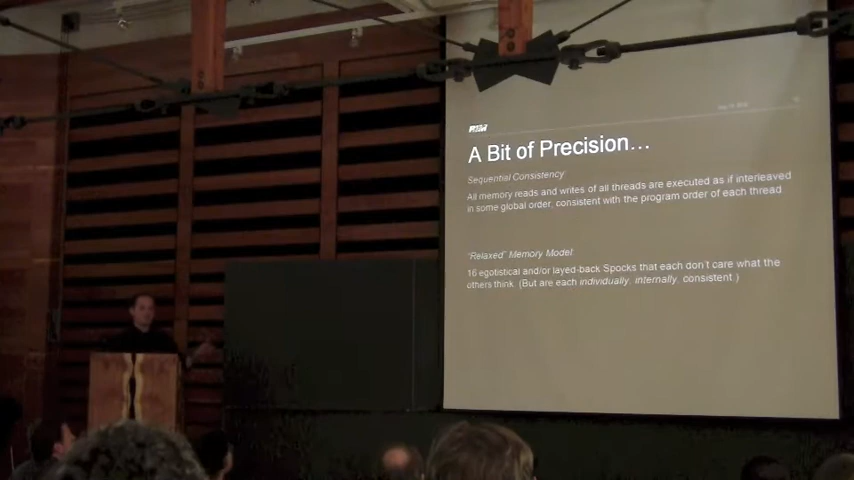 RIM
A Bit of Precision...
Sequential Consistency
All memory reads and writes of all threads are executed as if interleaved
in some global order, consistent with the program order of each thread
"Relaxed" Memory Model
16 egotistical and/or layed-back Spocks that each don't care what the
others think. (But are each individually, internally, consistent.)